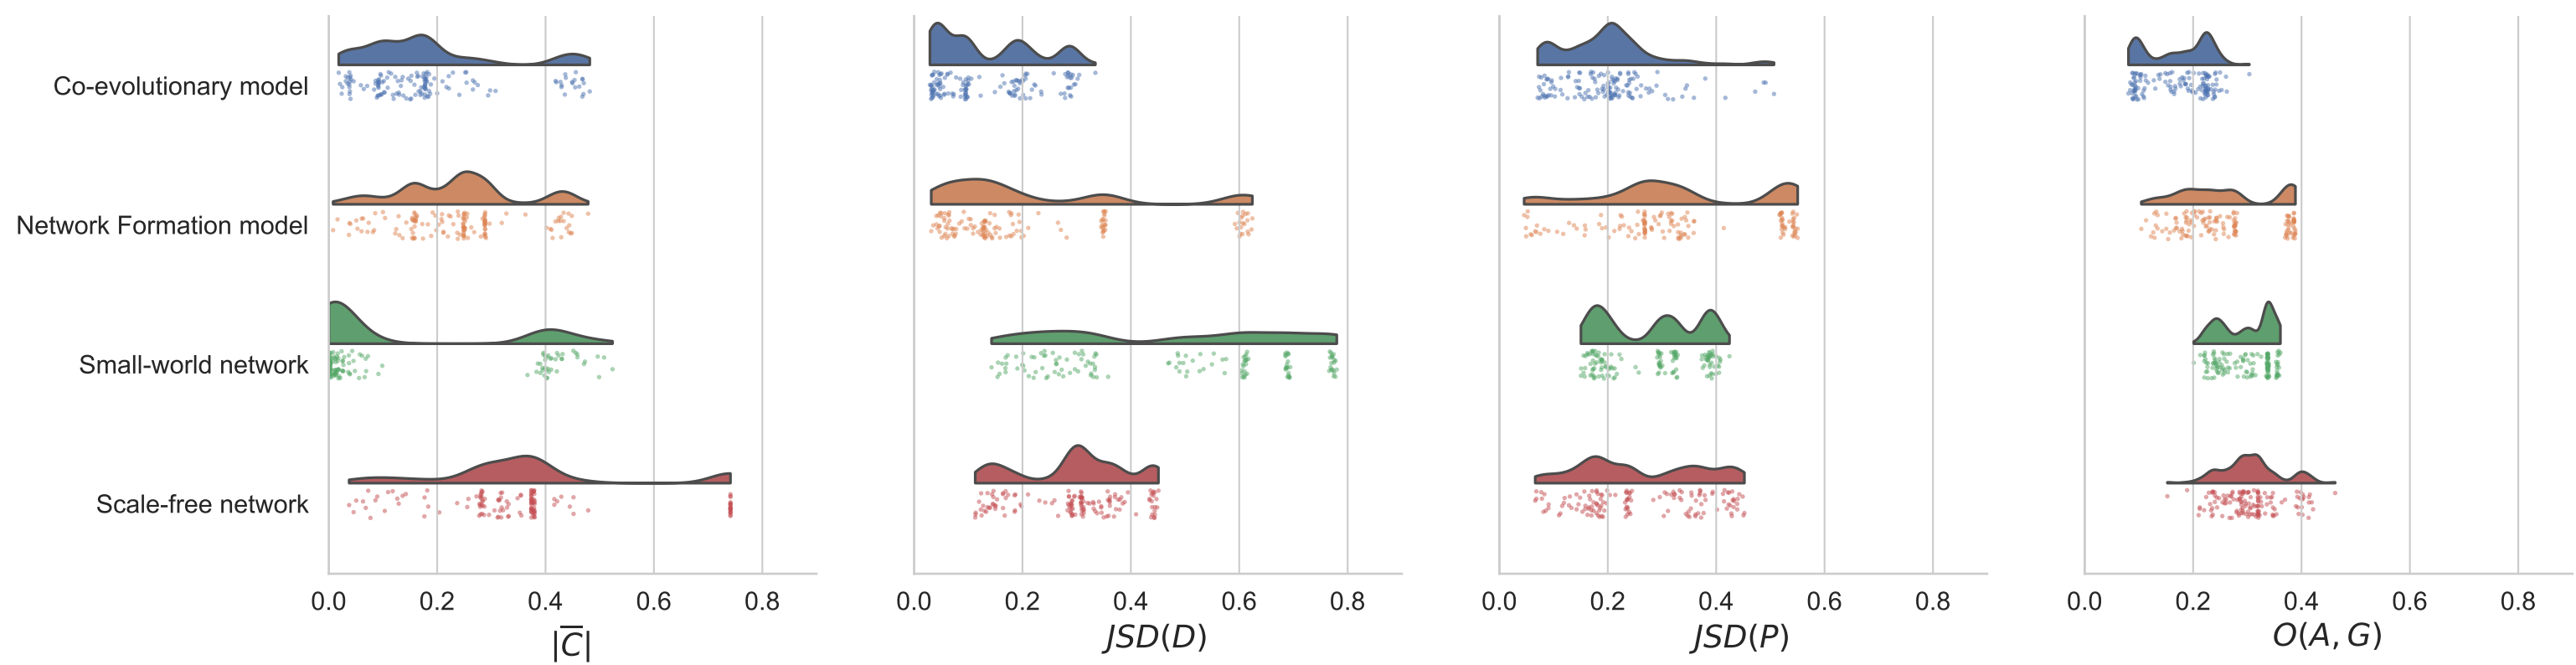 Co-evolutionary model
Network Formation model
Small-world network
Scale-free network
0.0 0.2 0.4 0.6 0.8
|C̅|
0.0 0.2 0.4 0.6 0.8
JSD(D)
0.0 0.2 0.4 0.6 0.8
JSD(P)
0.0 0.2 0.4 0.6 0.8
O(A, G)